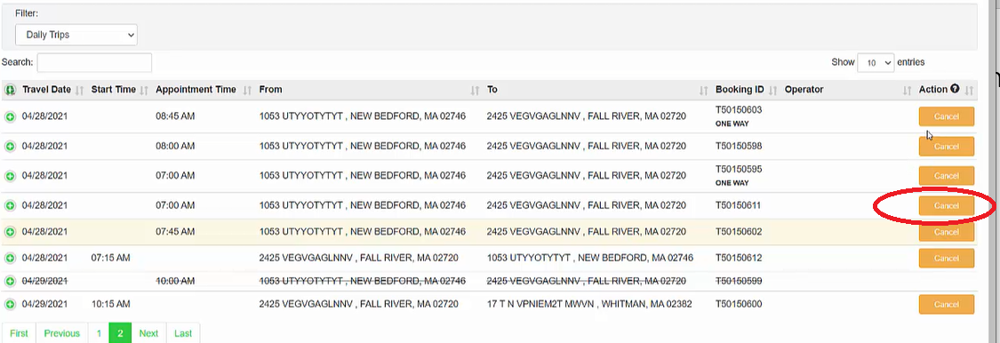 Filter:
Daily Trips
Search:
Show 10 entries
Travel Date Start Time Appointment Time From To Booking ID Operator Action
04/28/2021 08:45 AM 1053 UTYYOTYTYT , NEW BEDFORD, MA 02746 2425 VEGVGAGLNNV , FALL RIVER, MA 02720 T50150603 Cancel
ONE WAY
04/28/2021 08:00 AM 1053 UTYYOTYTYT , NEW BEDFORD, MA 02746 2425 VEGVGAGLNNV , FALL RIVER, MA 02720 T50150598 Cancel
04/28/2021 07:00 AM 1053 UTYYOTYTYT , NEW BEDFORD, MA 02746 2425 VEGVGAGLNNV , FALL RIVER, MA 02720 T50150595 Cancel
ONE WAY
04/28/2021 07:00 AM 1053 UTYYOTYTYT , NEW BEDFORD, MA 02746 2425 VEGVGAGLNNV , FALL RIVER, MA 02720 T50150611 Cancel
04/28/2021 07:45 AM 1053 UTYYOTYTYT , NEW BEDFORD, MA 02746 2425 VEGVGAGLNNV , FALL RIVER, MA 02720 T50150602 Cancel
04/28/2021 07:15 AM 2425 VEGVGAGLNNV , FALL RIVER, MA 02720 1053 UTYYOTYTYT , NEW BEDFORD, MA 02746 T50150612 Cancel
04/29/2021 10:00 AM 1053 UTYYOTYTYT , NEW BEDFORD, MA 02746 2425 VEGVGAGLNNV , FALL RIVER, MA 02720 T50150599
04/29/2021 10:15 AM 2425 VEGVGAGLNNV , FALL RIVER, MA 02720 17 T N VPNIEM2T MWVN , WHITMAN, MA 02382 T50150600 Cancel
First Previous 1 2 Next Last